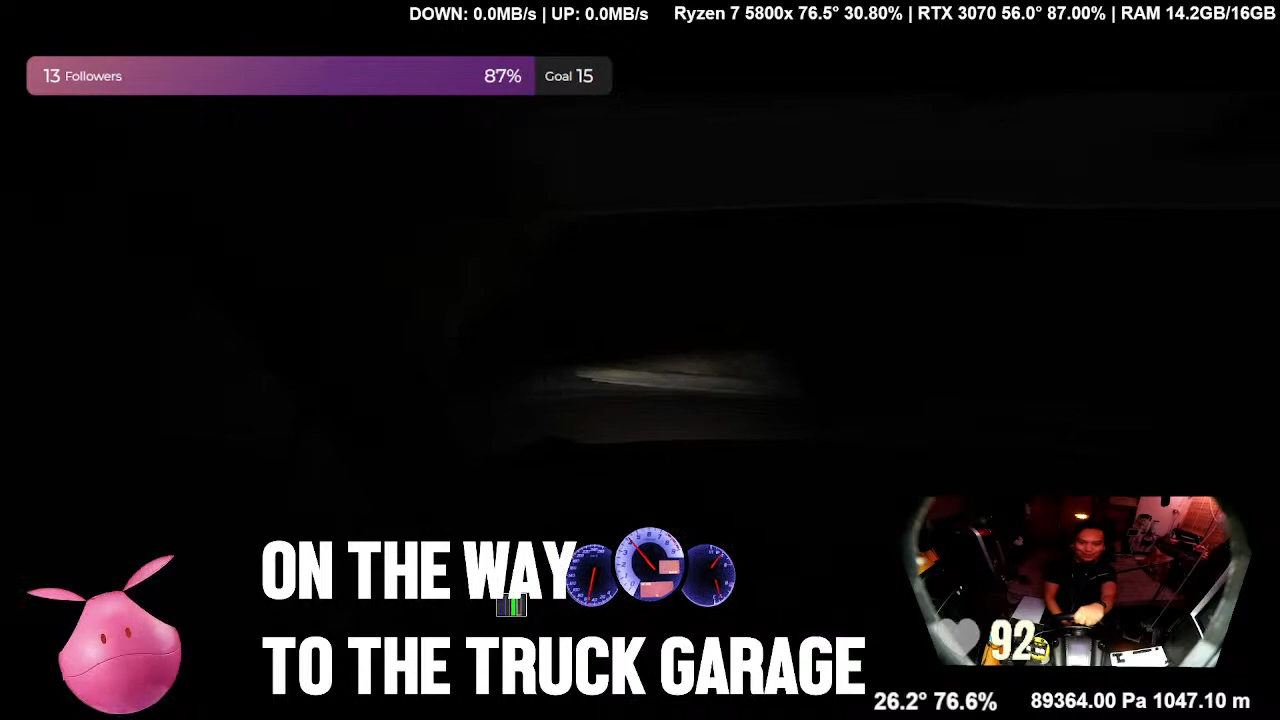 DOWN: 0.0MB/s | UP: 0.0MB/s Ryzen 7 5800x 76.5° 30.80% | RTX 3070 56.0° 87.00% | RAM 14.2GB/16GB
13 Followers 87% Goal 15
ON THE WAY
TO THE TRUCK GARAGE
92
26.2° 76.6% 89364.00 Pa 1047.10 m